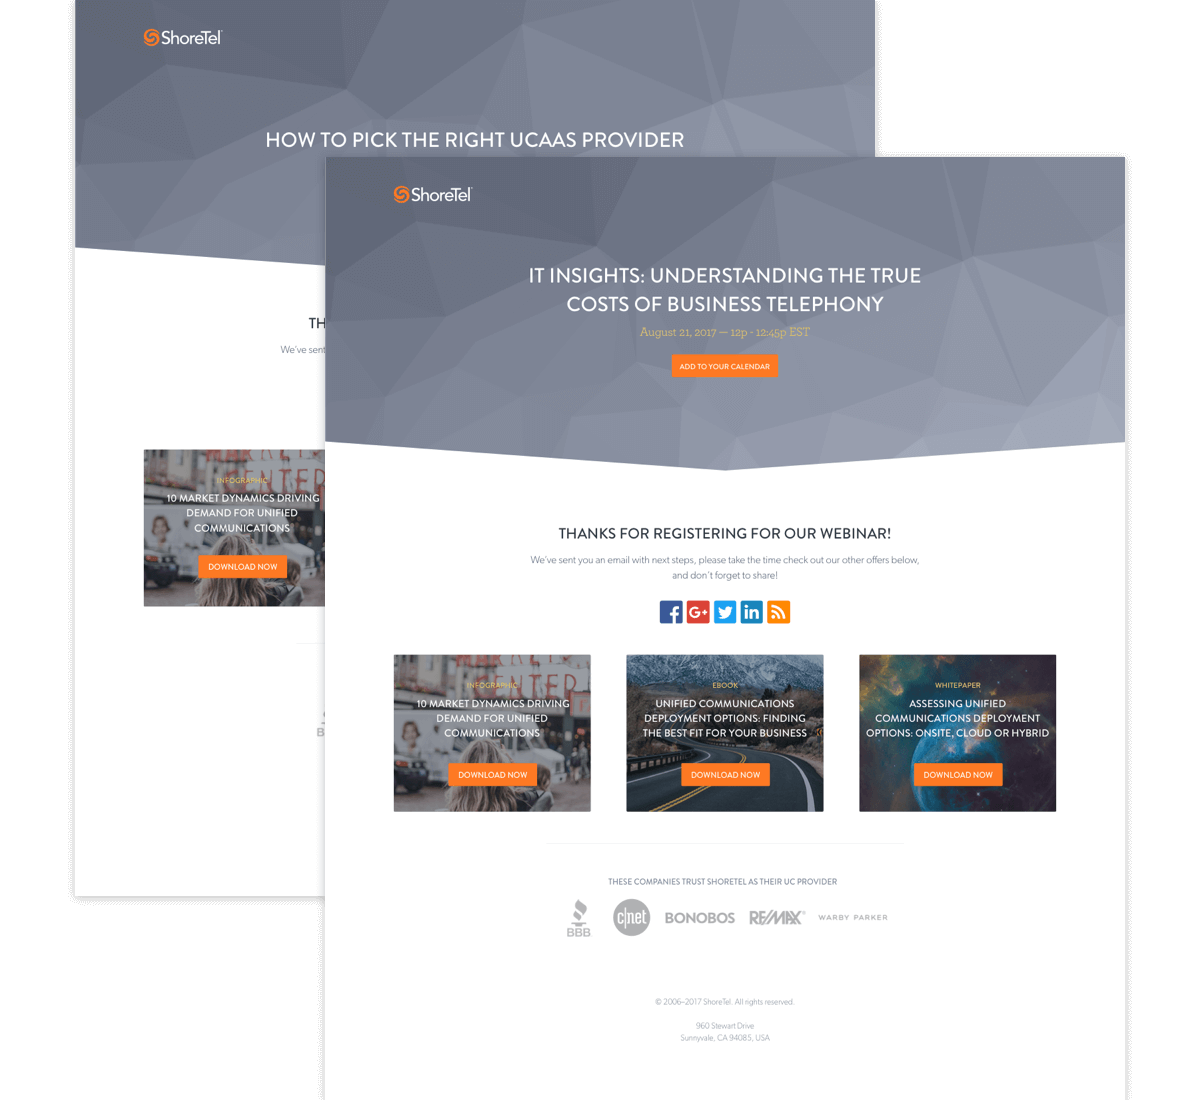 ShoreTel
HOW TO PICK THE RIGHT UCAAS PROVIDER
TH
We've sent
INFOGRAPHIC
10 MARKET DYNAMICS DRIVING
DEMAND FOR UNIFIED
COMMUNICATIONS
DOWNLOAD NOW
ShoreTel
IT INSIGHTS: UNDERSTANDING THE TRUE
COSTS OF BUSINESS TELEPHONY
August 21, 2017 — 12p - 12:45p EST
ADD TO YOUR CALENDAR
THANKS FOR REGISTERING FOR OUR WEBINAR!
We've sent you an email with next steps, please take the time check out our other offers below,
and don't forget to share!
G+
in
INFOGRAPHIC
10 MARKET DYNAMICS DRIVING
DEMAND FOR UNIFIED
COMMUNICATIONS
DOWNLOAD NOW
EBOOK
UNIFIED COMMUNICATIONS
DEPLOYMENT OPTIONS: FINDING
THE BEST FIT FOR YOUR BUSINESS
DOWNLOAD NOW
WHITEPAPER
ASSESSING UNIFIED
COMMUNICATIONS DEPLOYMENT
OPTIONS: ONSITE, CLOUD OR HYBRID
DOWNLOAD NOW
THESE COMPANIES TRUST SHORETEL AS THEIR UC PROVIDER
BBB
c|net
BONOBOS
RE/MAX
WARBY PARKER
© 2006–2017 ShoreTel. All rights reserved.
960 Stewart Drive
Sunnyvale, CA 94085, USA